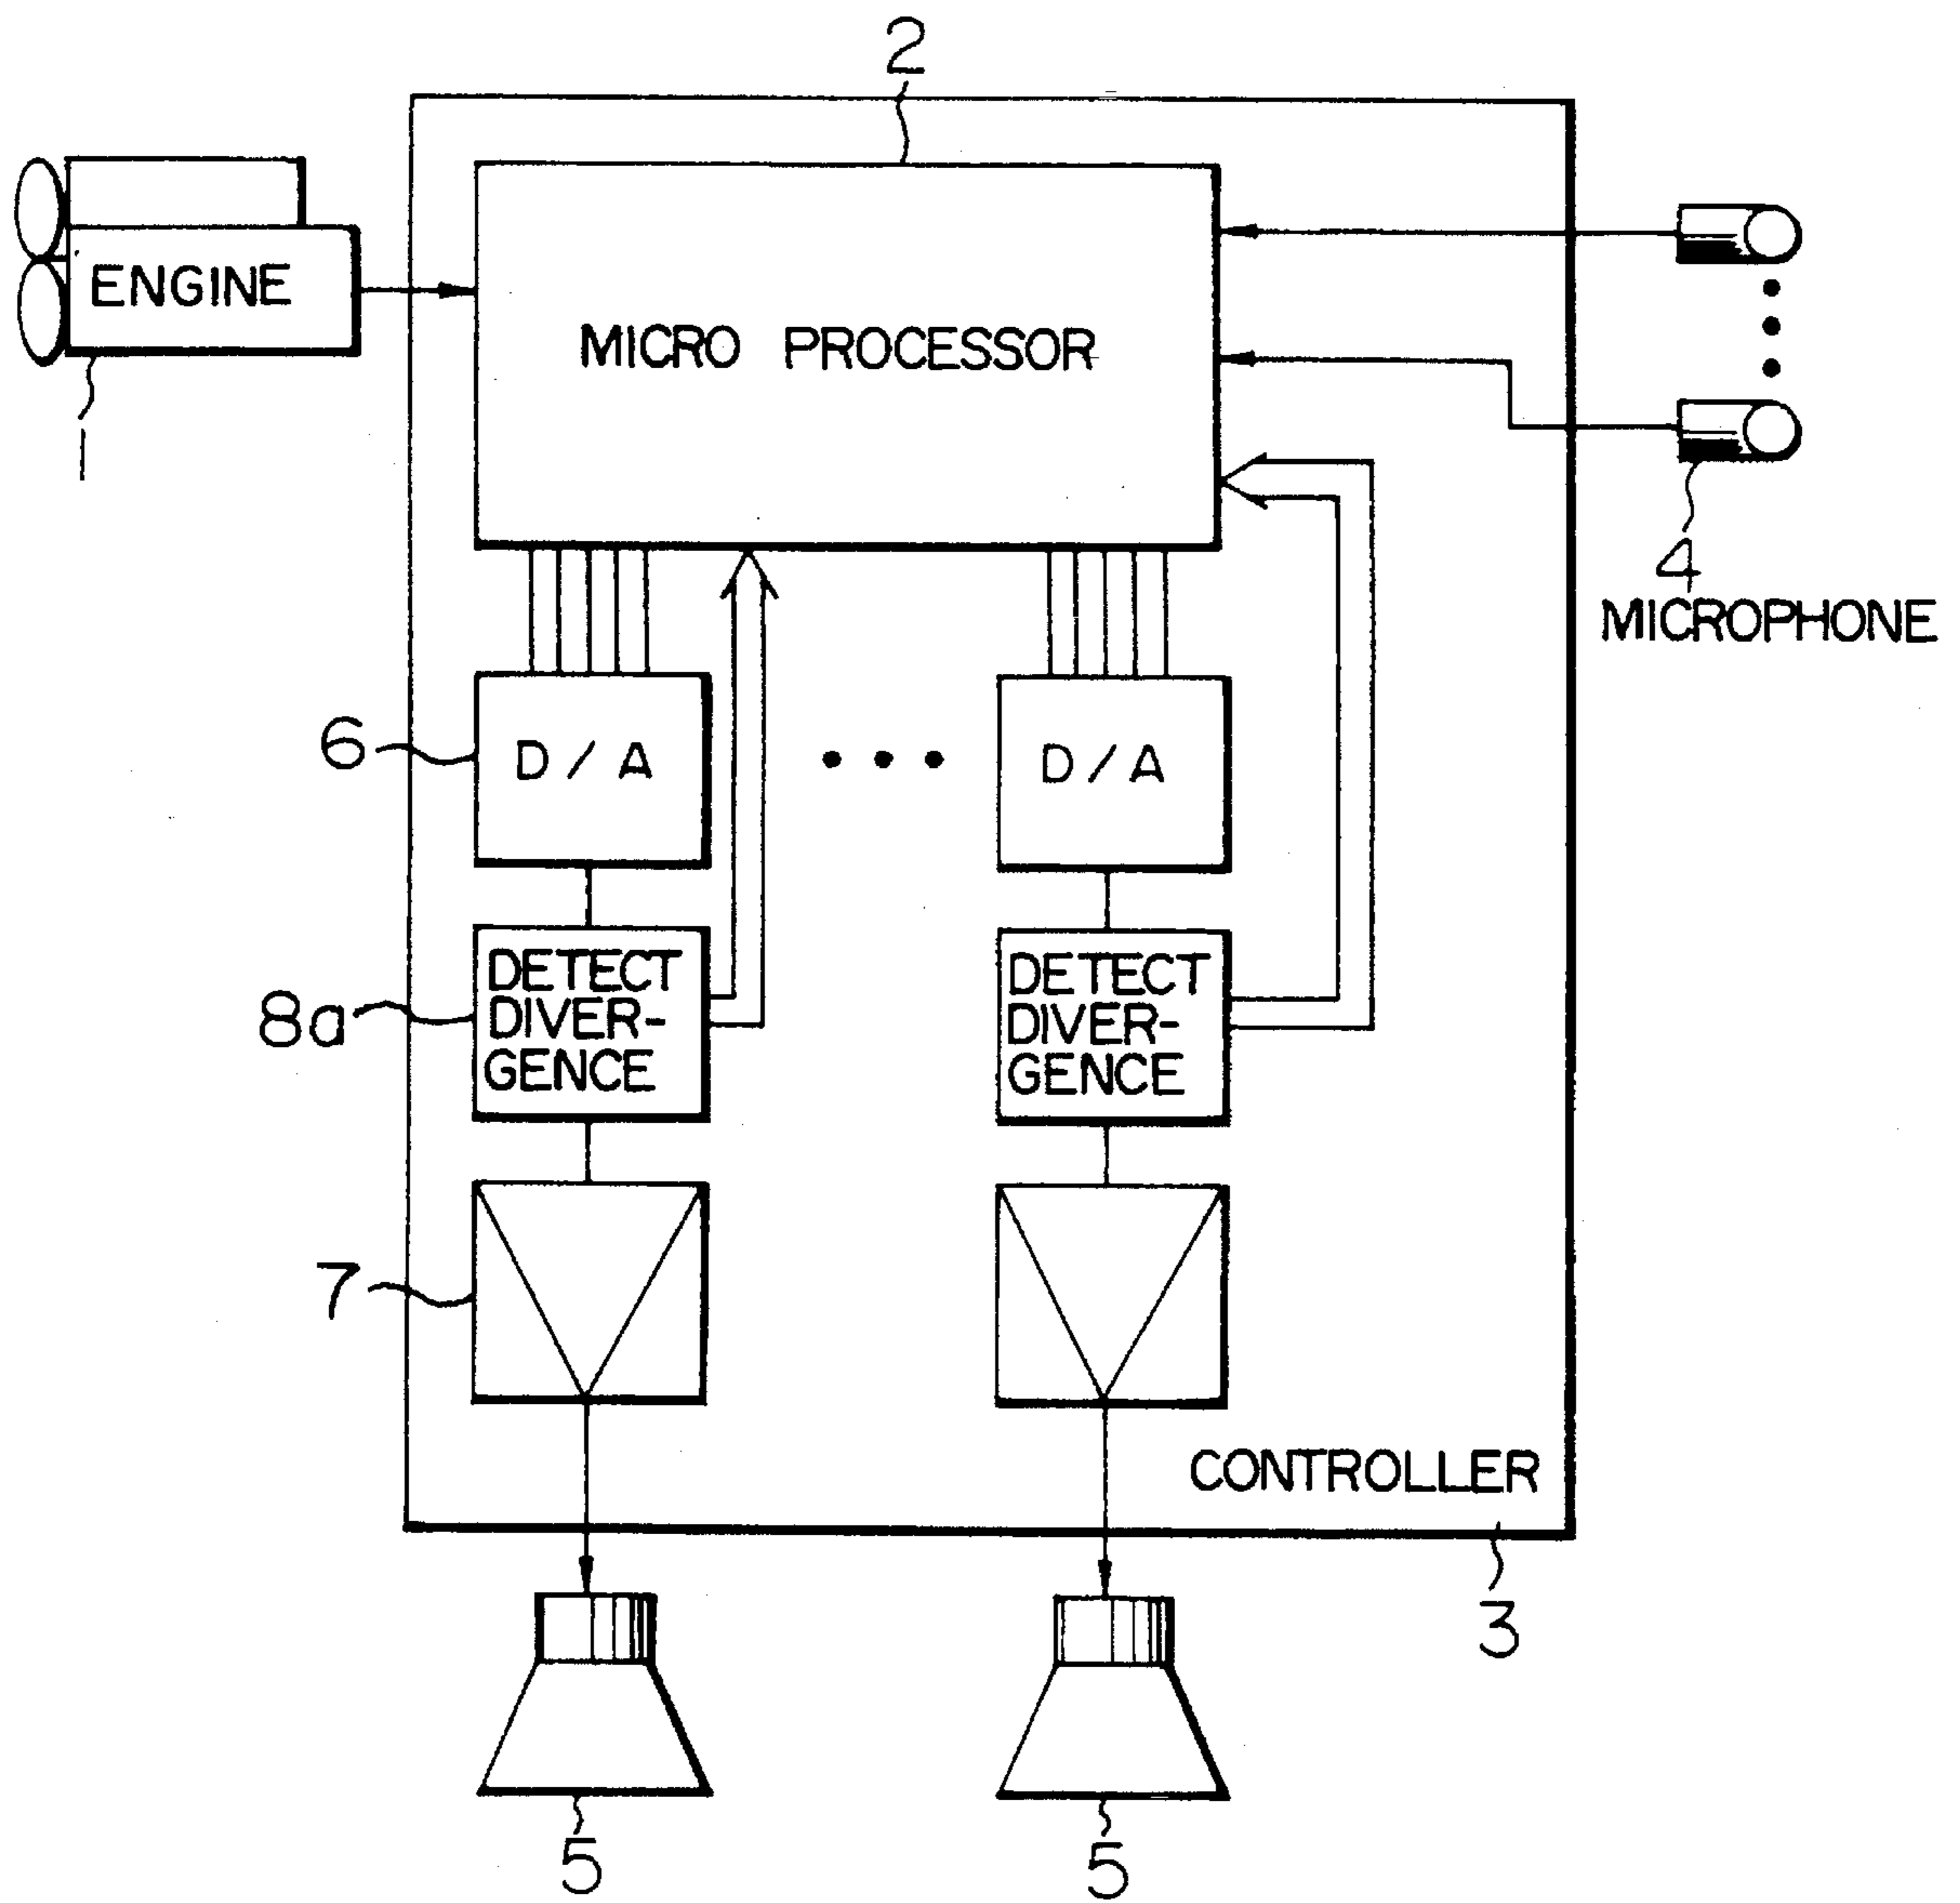 2
ENGINE
MICRO PROCESSOR
1
4
MICROPHONE
6
D/A
D/A
8a
DETECT
DIVER-
GENCE
DETECT
DIVER-
GENCE
7
CONTROLLER
3
5
5